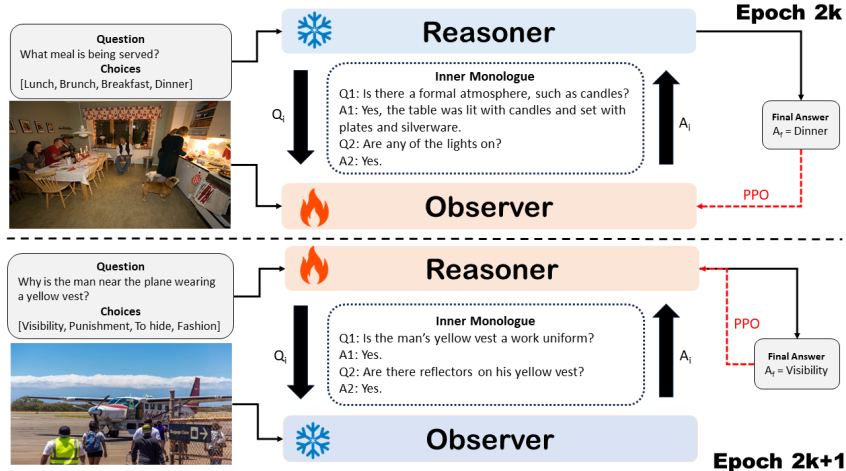 Epoch 2k
Question
What meal is being served?
Choices
[Lunch, Brunch, Breakfast, Dinner]
Reasoner
Qi
Inner Monologue
Q1: Is there a formal atmosphere, such as candles?
A1: Yes, the table was lit with candles and set with
plates and silverware.
Q2: Are any of the lights on?
A2: Yes.
Ai
Final Answer
Af = Dinner
PPO
Observer
Question
Why is the man near the plane wearing
a yellow vest?
Choices
[Visibility, Punishment, To hide, Fashion]
Reasoner
Qi
Inner Monologue
Q1: Is the man's yellow vest a work uniform?
A1: Yes.
Q2: Are there reflectors on his yellow vest?
A2: Yes.
Ai
PPO
Final Answer
Af = Visibility
Observer
Epoch 2k+1